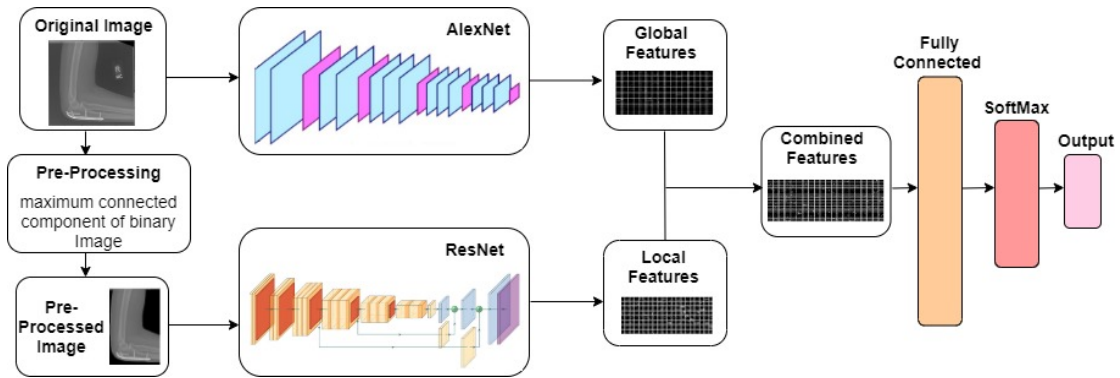 Original Image
AlexNet
Global
Features
Fully
Connected
SoftMax
Output
Combined
Features
Pre-Processing
maximum connected
component of binary
Image
ResNet
Local
Features
Pre-
Processed
Image